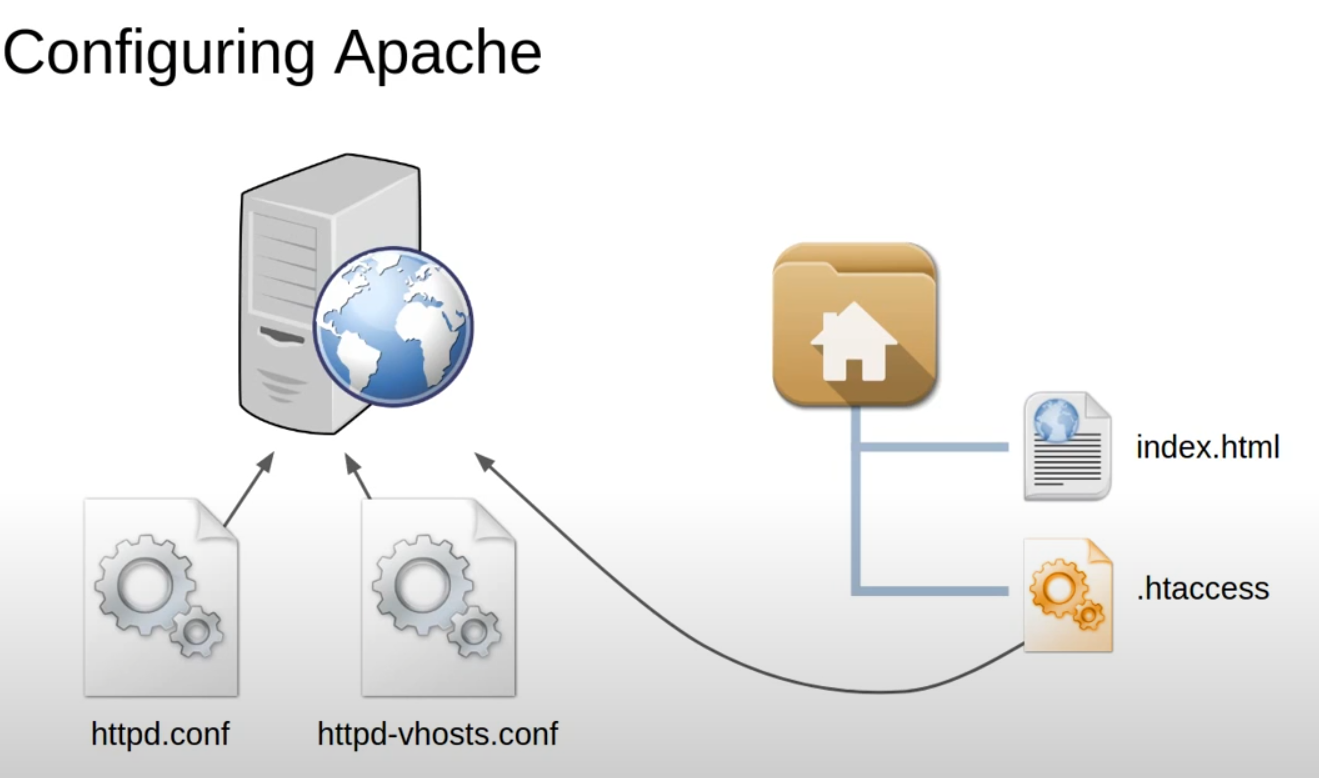 Configuring Apache
index.html
.htaccess
httpd.conf
httpd-vhosts.conf